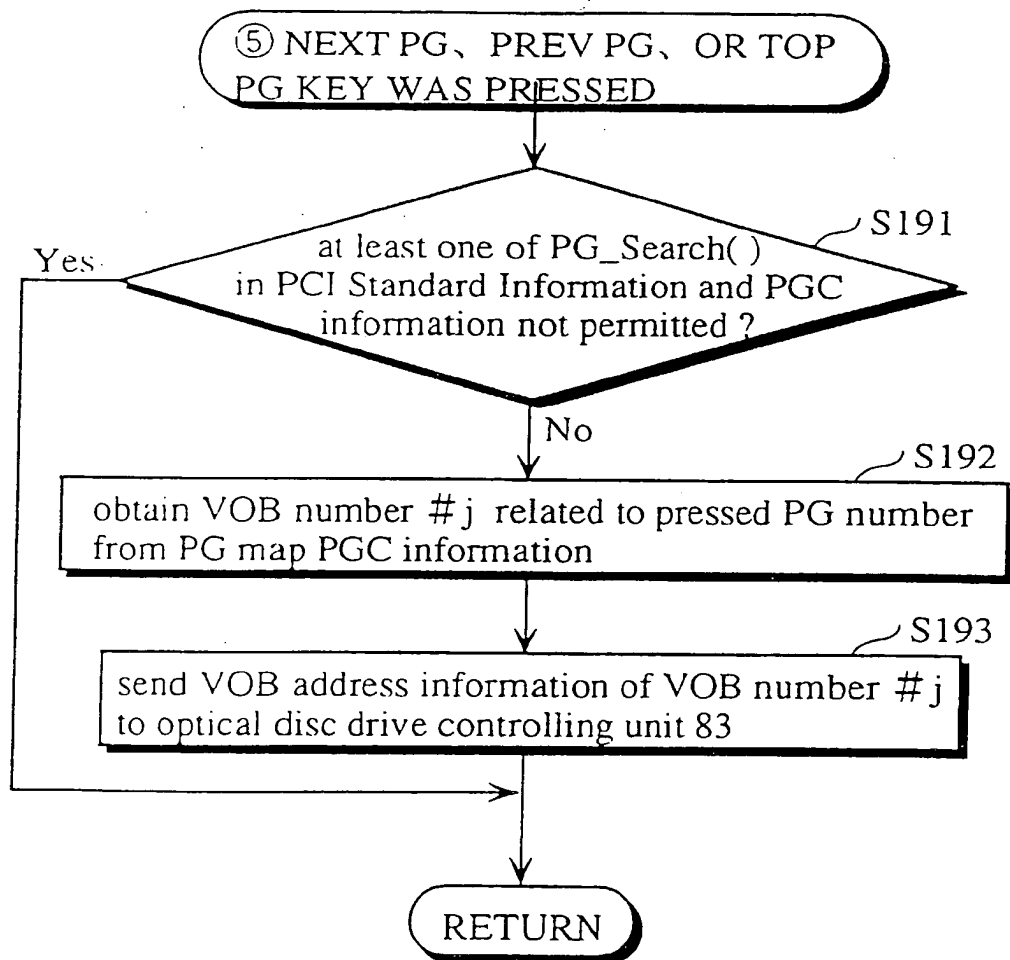 ⑤ NEXT PG、PREV PG、OR TOP
PG KEY WAS PRESSED
S191
Yes
at least one of PG_Search( )
in PCI Standard Information and PGC
information not permitted ?
No
S192
obtain VOB number #j related to pressed PG number
from PG map PGC information
S193
send VOB address information of VOB number #j
to optical disc drive controlling unit 83
RETURN